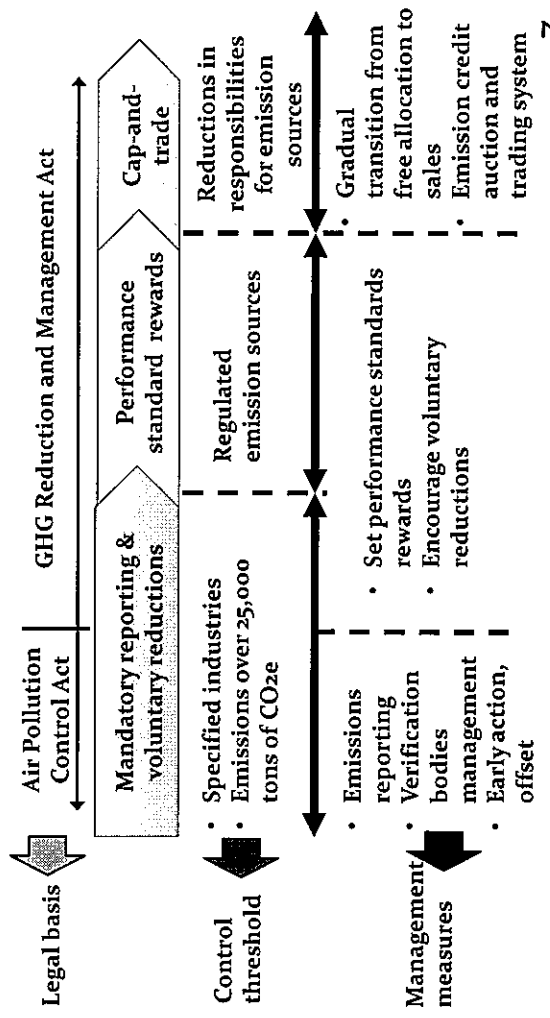 Legal basis
Air Pollution
Control Act
GHG Reduction and Management Act
Mandatory reporting &
voluntary reductions
Performance
standard rewards
Cap-and-
trade
Control
threshold
• Specified industries
• Emissions over 25,000
tons of CO2e
Regulated
emission sources
Reductions in
responsibilities
for emission
sources
Management
measures
• Emissions
reporting
• Verification
bodies
management
• Early action,
offset
• Set performance standards
rewards
• Encourage voluntary
reductions
• Gradual
transition from
free allocation to
sales
• Emission credit
auction and
trading system
7